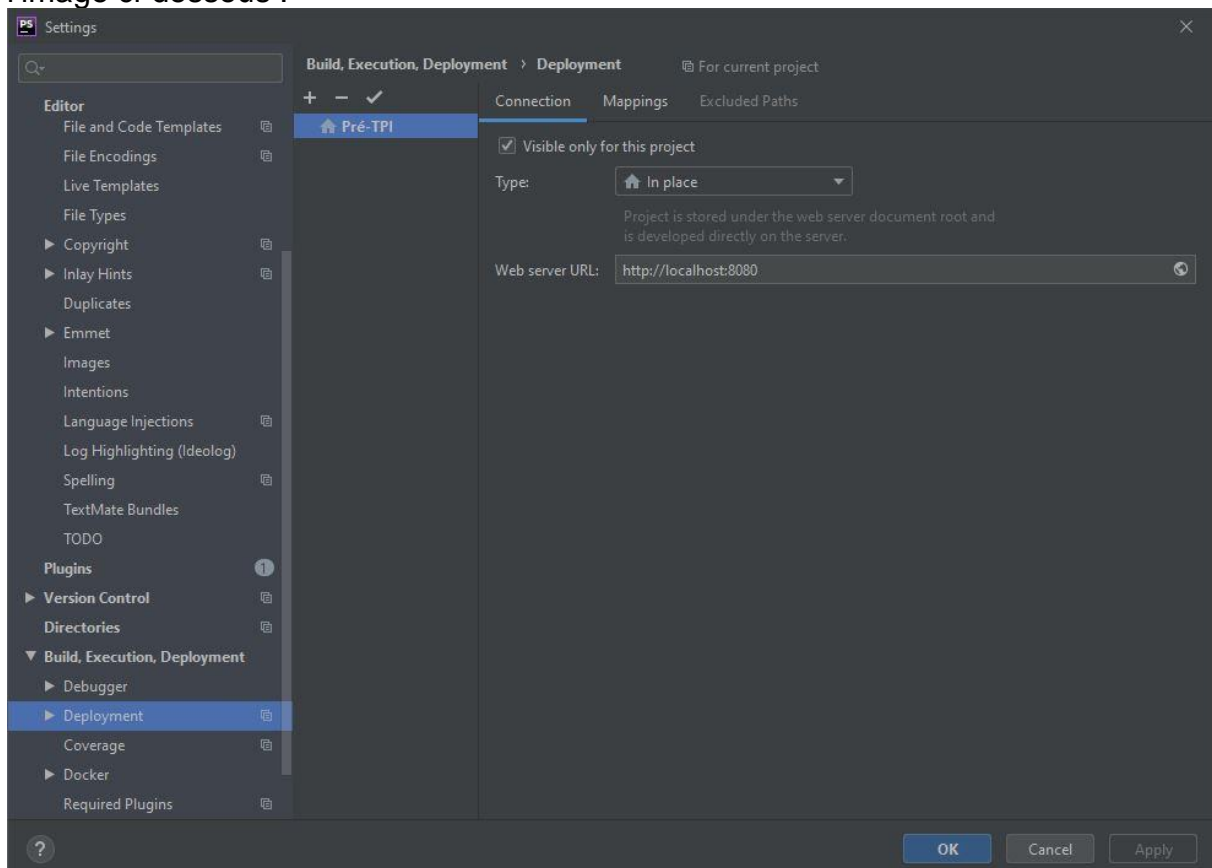 l'image ci-dessous :
PS Settings
Build, Execution, Deployment > Deployment For current project
Editor
File and Code Templates
File Encodings
Live Templates
File Types
Copyright
Inlay Hints
Duplicates
Emmet
Images
Intentions
Language Injections
Log Highlighting (Ideolog)
Spelling
TextMate Bundles
TODO
Plugins 1
Version Control
Directories
Build, Execution, Deployment
Debugger
Deployment
Coverage
Docker
Required Plugins
Pré-TPI
Connection Mappings Excluded Paths
Visible only for this project
Type: In place
Project is stored under the web server document root and
is developed directly on the server.
Web server URL: http://localhost:8080
? OK Cancel Apply